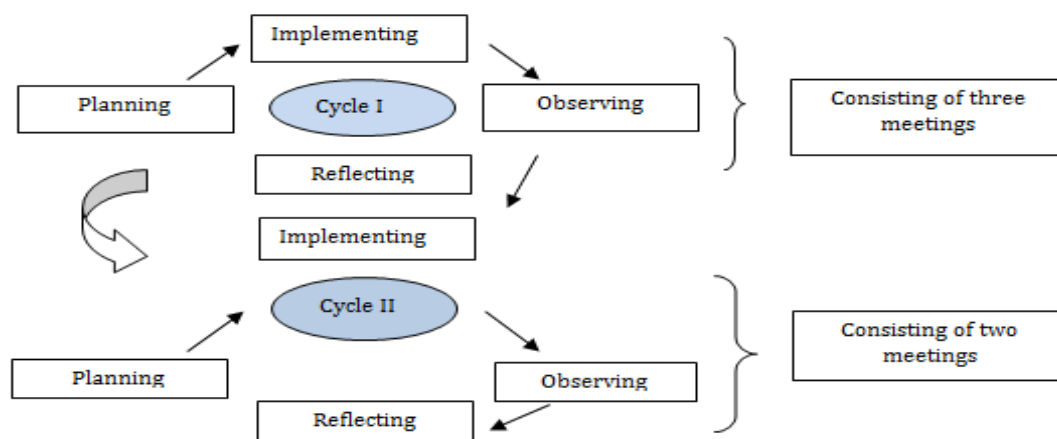 Implementing
Planning
Cycle I
Observing
Consisting of three
meetings
Reflecting
Implementing
Cycle II
Consisting of two
meetings
Planning
Observing
Reflecting